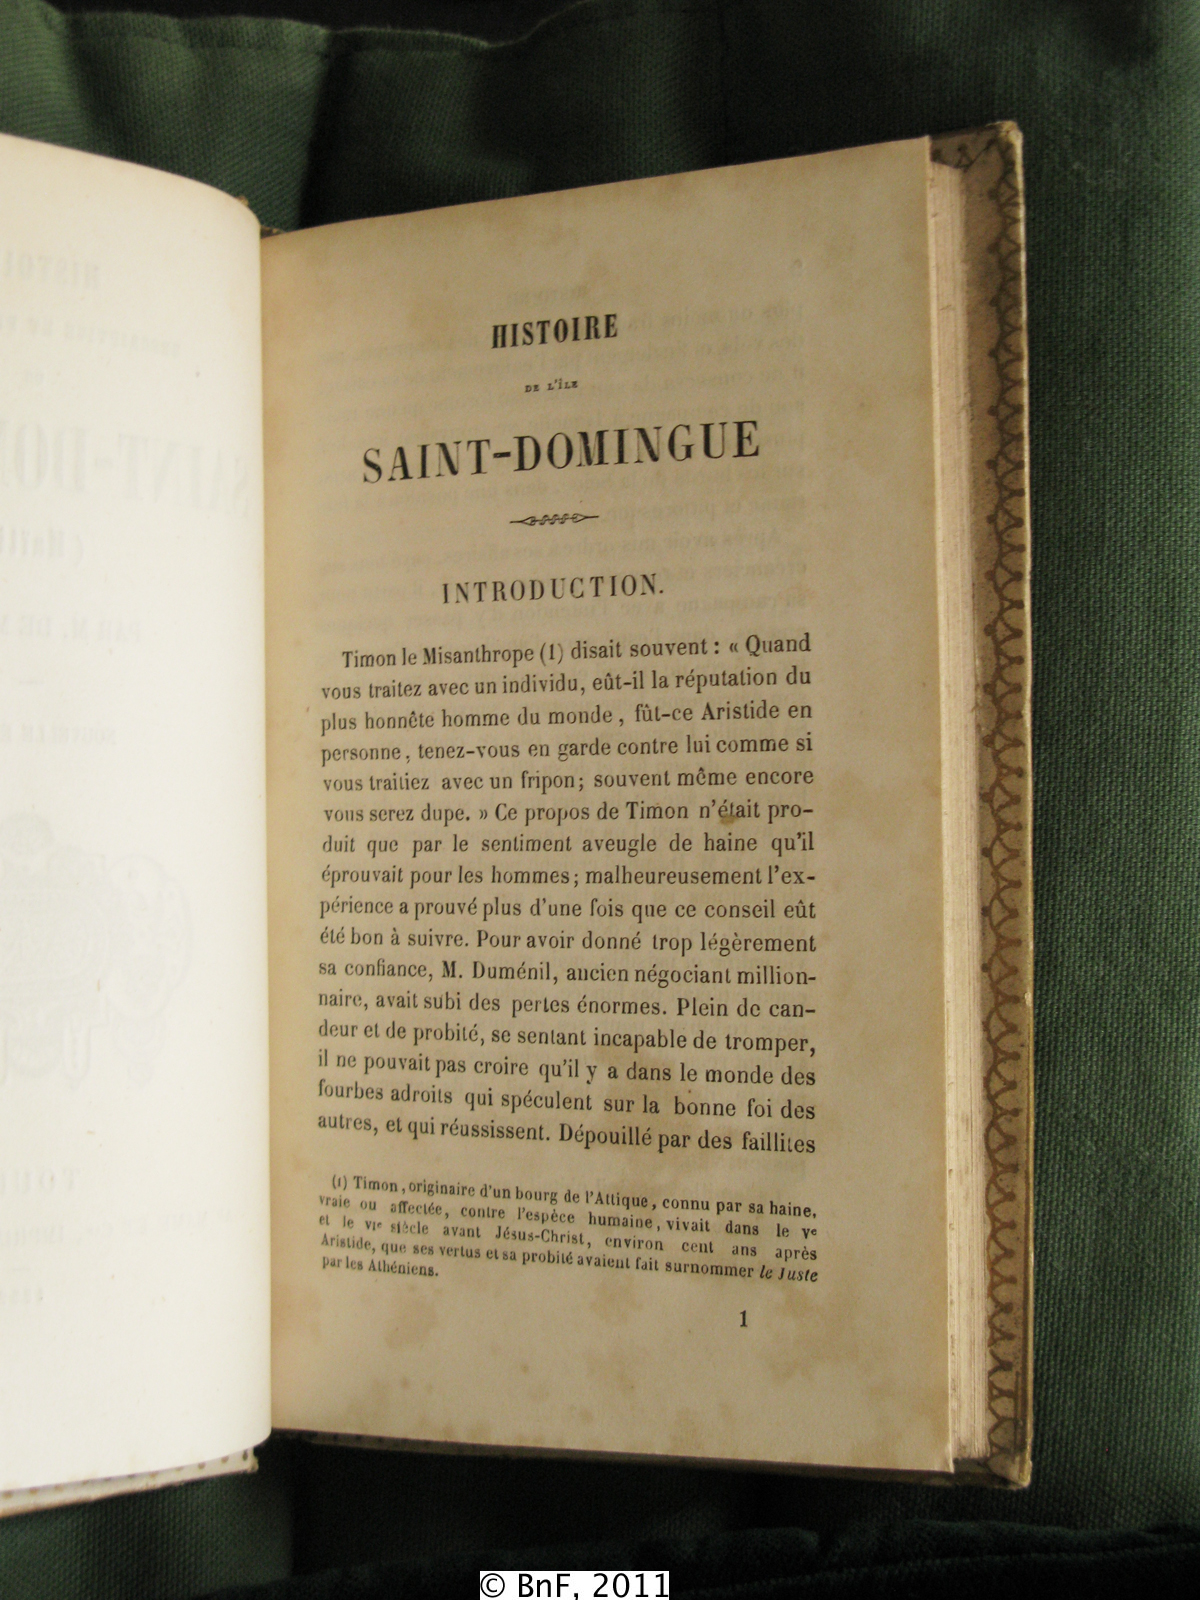 HISTOIRE
DE L'ÎLE
SAINT-DOMINGUE
INTRODUCTION.
Timon le Misanthrope (1) disait souvent : « Quand
vous traitez avec un individu, eût-il la réputation du
plus honnête homme du monde, fût-ce Aristide en
personne, tenez-vous en garde contre lui comme si
vous traitiez avec un fripon; souvent même encore
vous serez dupe. » Ce propos de Timon n'était pro-
duit que par le sentiment aveugle de haine qu'il
éprouvait pour les hommes; malheureusement l'ex-
périence a prouvé plus d'une fois que ce conseil eût
été bon à suivre. Pour avoir donné trop légèrement
sa confiance, M. Duménil, ancien négociant million-
naire, avait subi des pertes énormes. Plein de can-
deur et de probité, se sentant incapable de tromper,
il ne pouvait pas croire qu'il y a dans le monde des
fourbes adroits qui spéculent sur la bonne foi des
autres, et qui réussissent. Dépouillé par des faillites
(1) Timon, originaire d'un bourg de l'Attique, connu par sa haine,
vraie ou affectée, contre l'espèce humaine, vivait dans le Ve
et le VIe siècle avant Jésus-Christ, environ cent ans après
Aristide, que ses vertus et sa probité avaient fait surnommer le Juste
par les Athéniens.
1
© BnF, 2011